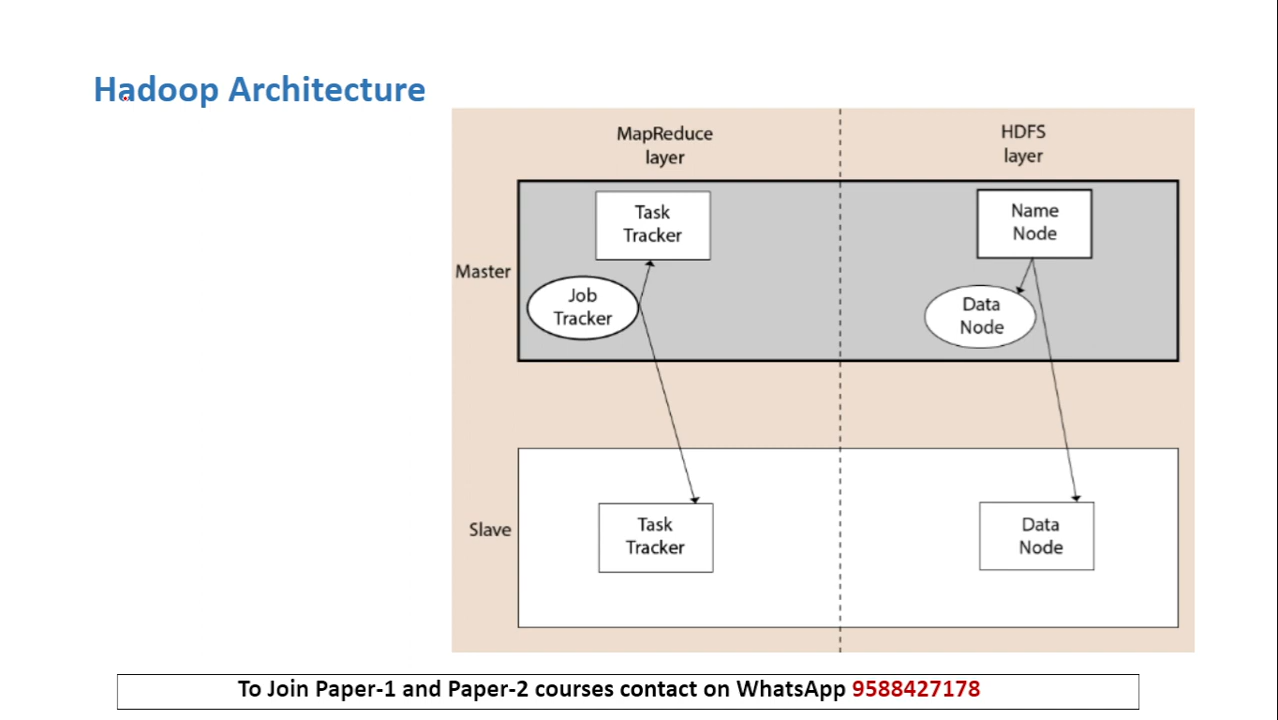 Hadoop Architecture
MapReduce
layer
HDFS
layer
Master
Task
Tracker
Job
Tracker
Name
Node
Data
Node
Slave
Task
Tracker
Data
Node
To Join Paper-1 and Paper-2 courses contact on WhatsApp 9588427178